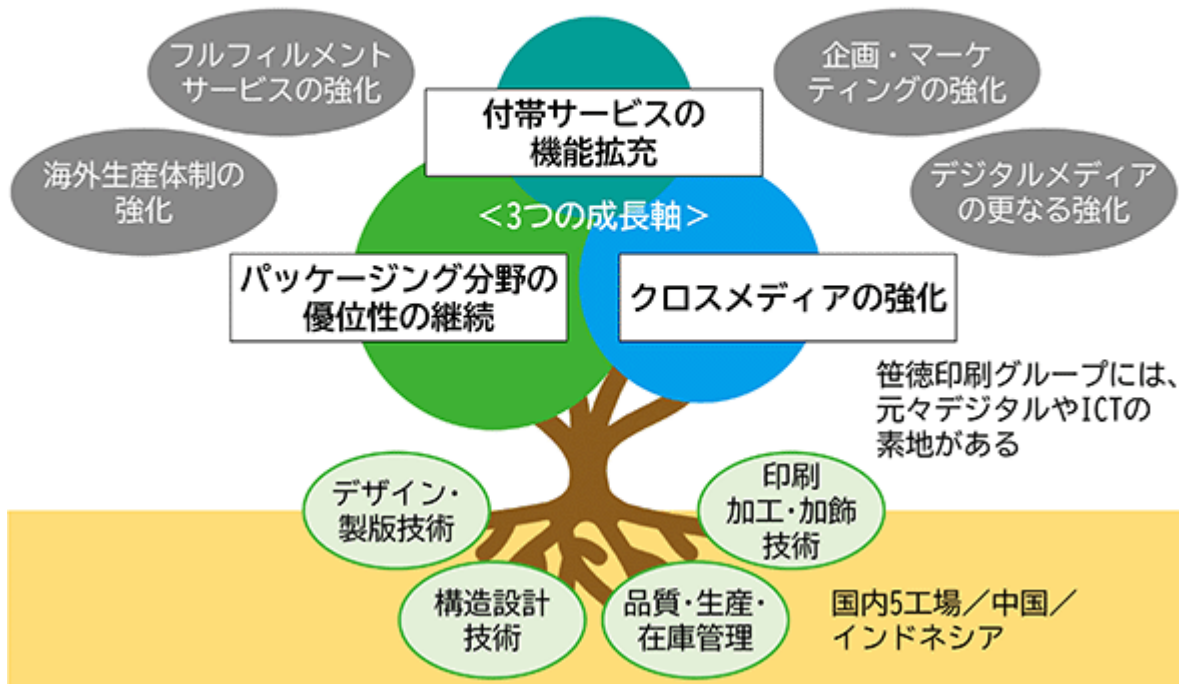 フルフィルメント
サービスの強化
企画・マーケ
ティングの強化
付帯サービスの
機能拡充
海外生産体制の
強化
デジタルメディア
の更なる強化
<3つの成長軸>
パッケージング分野の
優位性の継続
クロスメディアの強化
笹徳印刷グループには、
元々デジタルやICTの
素地がある
デザイン・
製版技術
印刷
加工・加飾
技術
構造設計
技術
品質・生産・
在庫管理
国内5工場／中国／
インドネシア